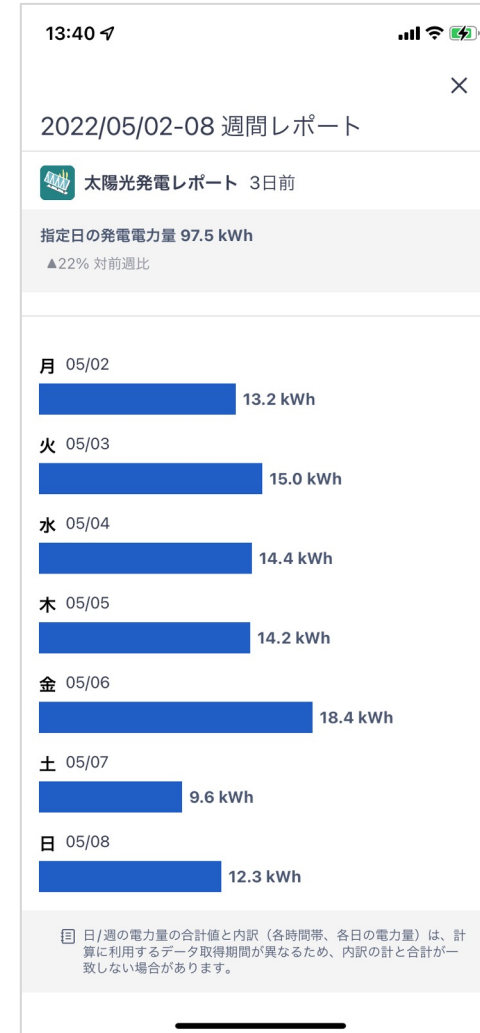 13:40
2022/05/02-08 週間レポート
太陽光発電レポート 3日前
指定日の発電電力量 97.5 kWh
▲22% 対前週比
月 05/02
13.2 kWh
火 05/03
15.0 kWh
水 05/04
14.4 kWh
木 05/05
14.2 kWh
金 05/06
18.4 kWh
土 05/07
9.6 kWh
日 05/08
12.3 kWh
日/週の電力量の合計値と内訳（各時間帯、各日の電力量）は、計
算に利用するデータ取得期間が異なるため、内訳の計と合計が一
致しない場合があります。